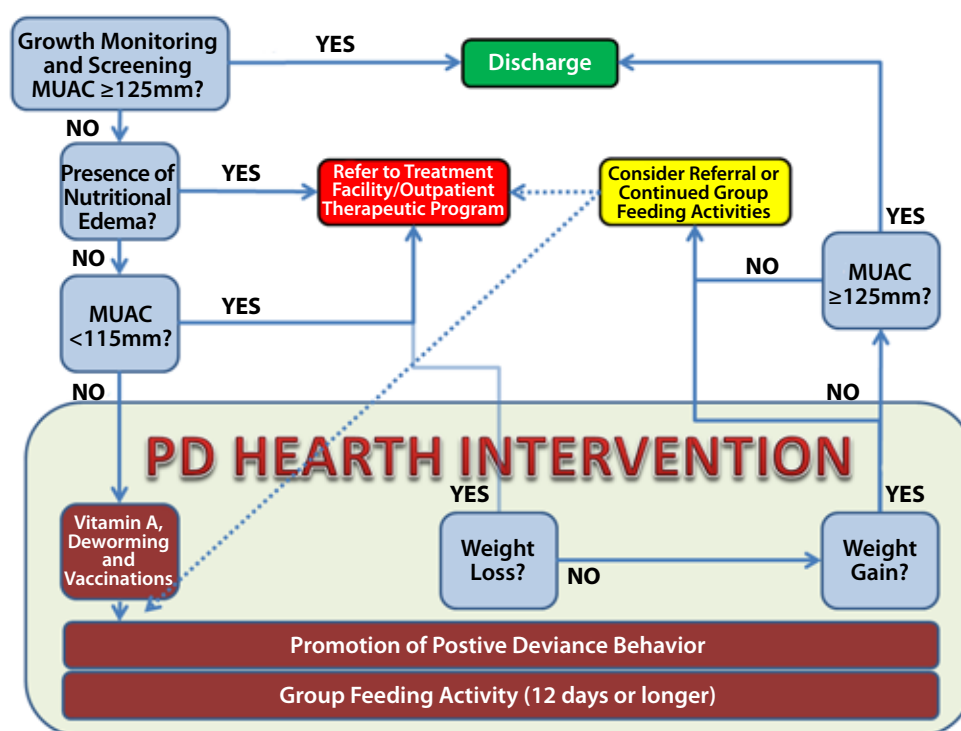 Growth Monitoring
and Screening
MUAC ≥125mm?
YES
Discharge
NO
Presence of
Nutritional
Edema?
YES
Refer to Treatment
Facility/Outpatient
Therapeutic Program
Consider Referral or
Continued Group
Feeding Activities
YES
NO
MUAC
<115mm?
YES
NO
MUAC
≥125mm?
NO
NO
PD HEARTH INTERVENTION
YES
YES
Vitamin A,
Deworming
and
Vaccinations
Weight
Loss?
NO
Weight
Gain?
Promotion of Postive Deviance Behavior
Group Feeding Activity (12 days or longer)